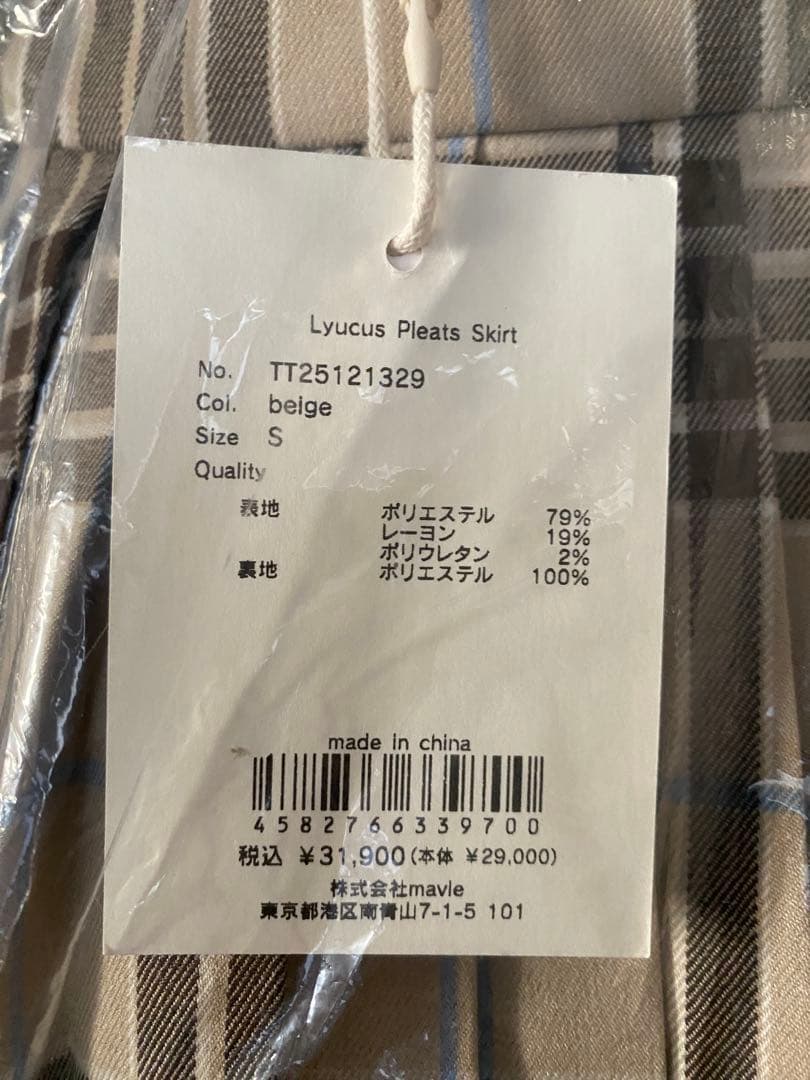 Lyucus Pleats Skirt
No. TT25121329
Col. beige
Size S
Quality
表地 ポリエステル 79%
レーヨン 19%
ポリウレタン 2%
裏地 ポリエステル 100%
made in china
4582766339700
税込 ¥31,900(本体 ¥29,000)
株式会社mavle
東京都港区南青山7-1-5 101